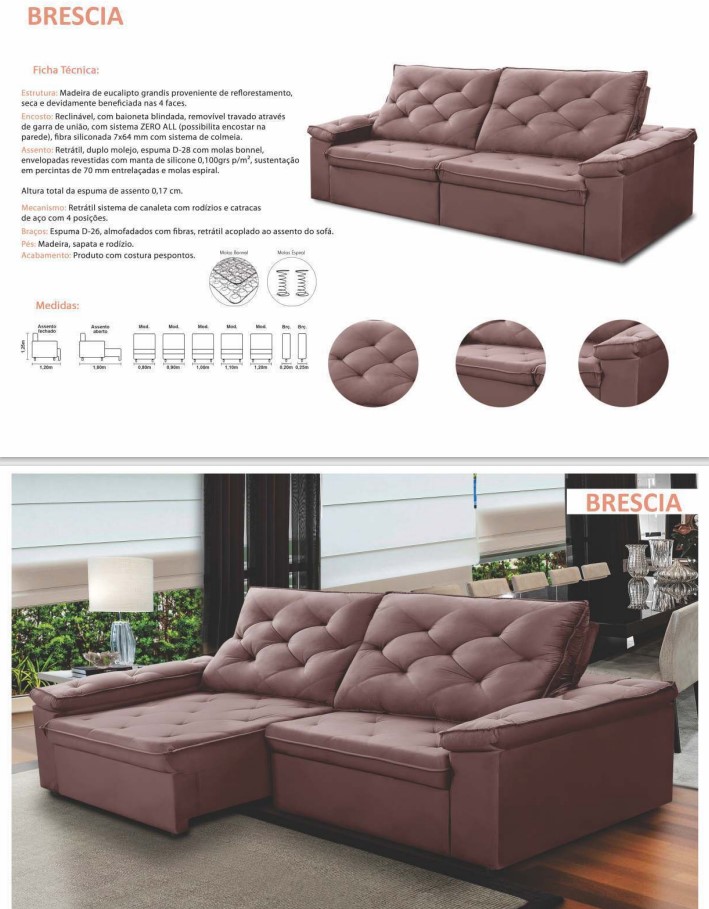 BRESCIA
Ficha Técnica:
Estrutura: Madeira de eucalipto grandis proveniente de reflorestamento,
seca e devidamente beneficiada nas 4 faces.
Encosto: Reclinável, com baioneta blindada, removível travado através
de garra de união, com sistema ZERO ALL (possibilita encostar na
parede), fibra siliconada 7x64 mm com sistema de colmeia.
Assento: Retrátil, duplo molejo, espuma D-28 com molas bonnel,
envelopadas revestidas com manta de silicone 0,100grs p/m², sustentação
em percintas de 70 mm entrelaçadas e molas espiral.
Altura total da espuma de assento 0,17 cm.
Mecanismo: Retrátil sistema de canaleta com rodízios e catracas
de aço com 4 posições.
Braços: Espuma D-26, almofadados com fibras, retrátil acoplado ao assento do sofá.
Pés: Madeira, sapata e rodízio.
Acabamento: Produto com costura pespontos.
Molas Bonnel Molas Espiral
Medidas:
Assento fechado Assento aberto Mod. Mod. Mod. Mod. Mod. Brç. Brç.
1,20m 1,80m 0,80m 0,90m 1,00m 1,10m 1,20m 0,20m 0,25m
BRESCIA